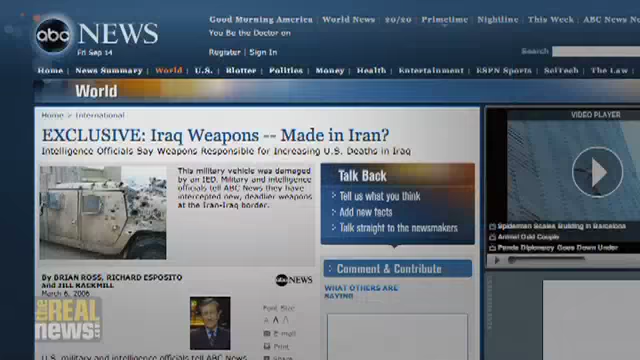 Good Morning America World News 20/20 Primetime Nightline This Week ABC News
You Be the Doctor on
abc NEWS
Fri Sep 14
Register Sign In
Search
Home News Summary World U.S. Blotter Politics Money Health Entertainment ESPN Sports SciTech The Law
World
Home > International
EXCLUSIVE: Iraq Weapons -- Made in Iran?
Intelligence Officials Say Weapons Responsible for Increasing U.S. Deaths in Iraq
This military vehicle was damaged
by an IED. Military and intelligence
officials tell ABC News they have
intercepted new, deadlier weapons
at the Iran-Iraq border.
By BRIAN ROSS, RICHARD ESPOSITO
and JILL RACKMILL
March 6, 2006
abc NEWS
Font Size
A A A
E-mail
Print
Share
U.S. military and intelligence officials tell ABC News
Talk Back
Tell us what you think
Add new facts
Talk straight to the newsmakers
Comment & Contribute
WHAT OTHERS ARE
SAYING
VIDEO PLAYER
Spiderman Scales Building in Barcelona
Animal Odd Couple
Panda Diplomacy Goes Down Under
the REAL
news.com